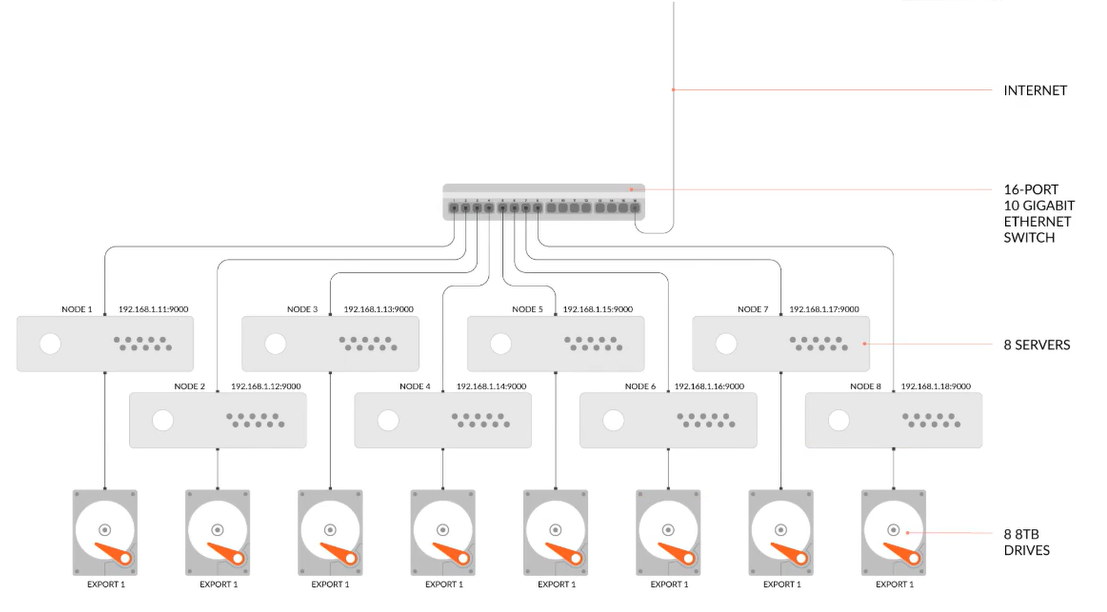 INTERNET
16-PORT
10 GIGABIT
ETHERNET
SWITCH
NODE 1 192.168.1.11:9000
NODE 3 192.168.1.13:9000
NODE 5 192.168.1.15:9000
NODE 7 192.168.1.17:9000
8 SERVERS
NODE 2 192.168.1.12:9000
NODE 4 192.168.1.14:9000
NODE 6 192.168.1.16:9000
NODE 8 192.168.1.18:9000
8 8TB
DRIVES
EXPORT 1
EXPORT 1
EXPORT 1
EXPORT 1
EXPORT 1
EXPORT 1
EXPORT 1
EXPORT 1